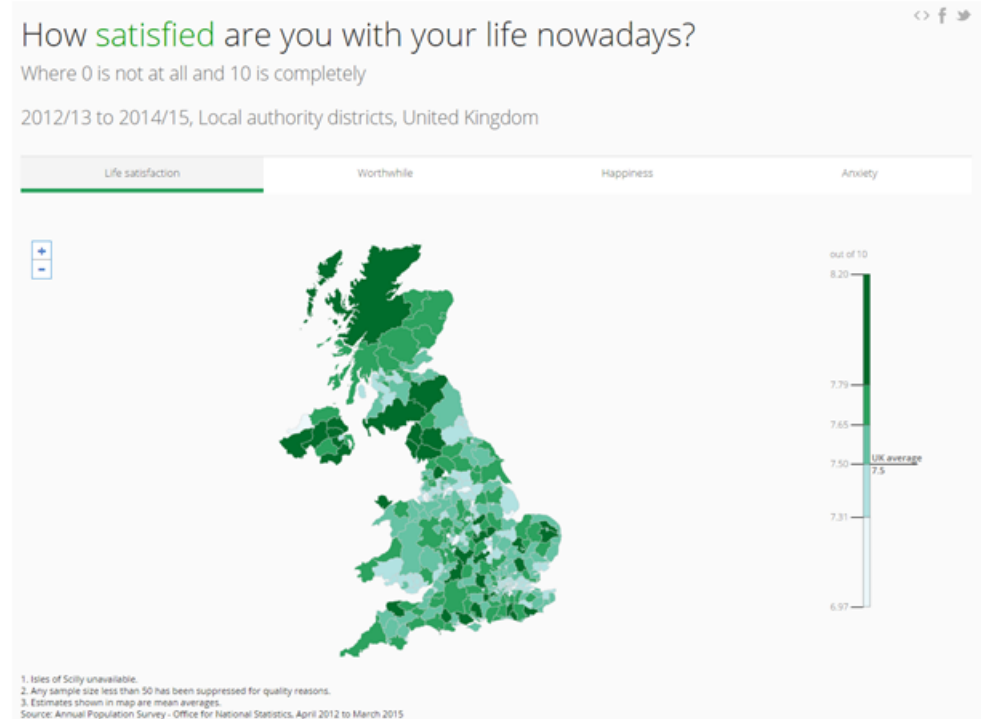 How satisfied are you with your life nowadays?
Where 0 is not at all and 10 is completely
2012/13 to 2014/15, Local authority districts, United Kingdom
Life satisfaction
Worthwhile
Happiness
Anxiety
+
−
out of 10
8.20
7.79
7.65
7.50
UK average
7.5
7.31
6.97
1. Isles of Scilly unavailable.
2. Any sample size less than 50 has been suppressed for quality reasons.
3. Estimates shown in map are mean averages.
Source: Annual Population Survey - Office for National Statistics, April 2012 to March 2015